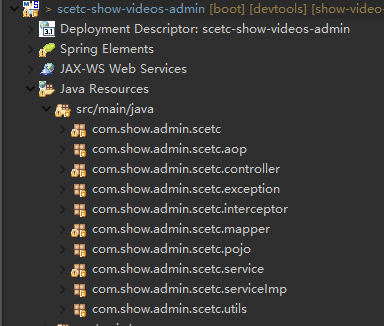 > scetc-show-videos-admin [boot] [devtools] [show-video-
Deployment Descriptor: scetc-show-videos-admin
Spring Elements
JAX-WS Web Services
Java Resources
src/main/java
com.show.admin.scetc
com.show.admin.scetc.aop
com.show.admin.scetc.controller
com.show.admin.scetc.exception
com.show.admin.scetc.interceptor
com.show.admin.scetc.mapper
com.show.admin.scetc.pojo
com.show.admin.scetc.service
com.show.admin.scetc.serviceImp
com.show.admin.scetc.utils